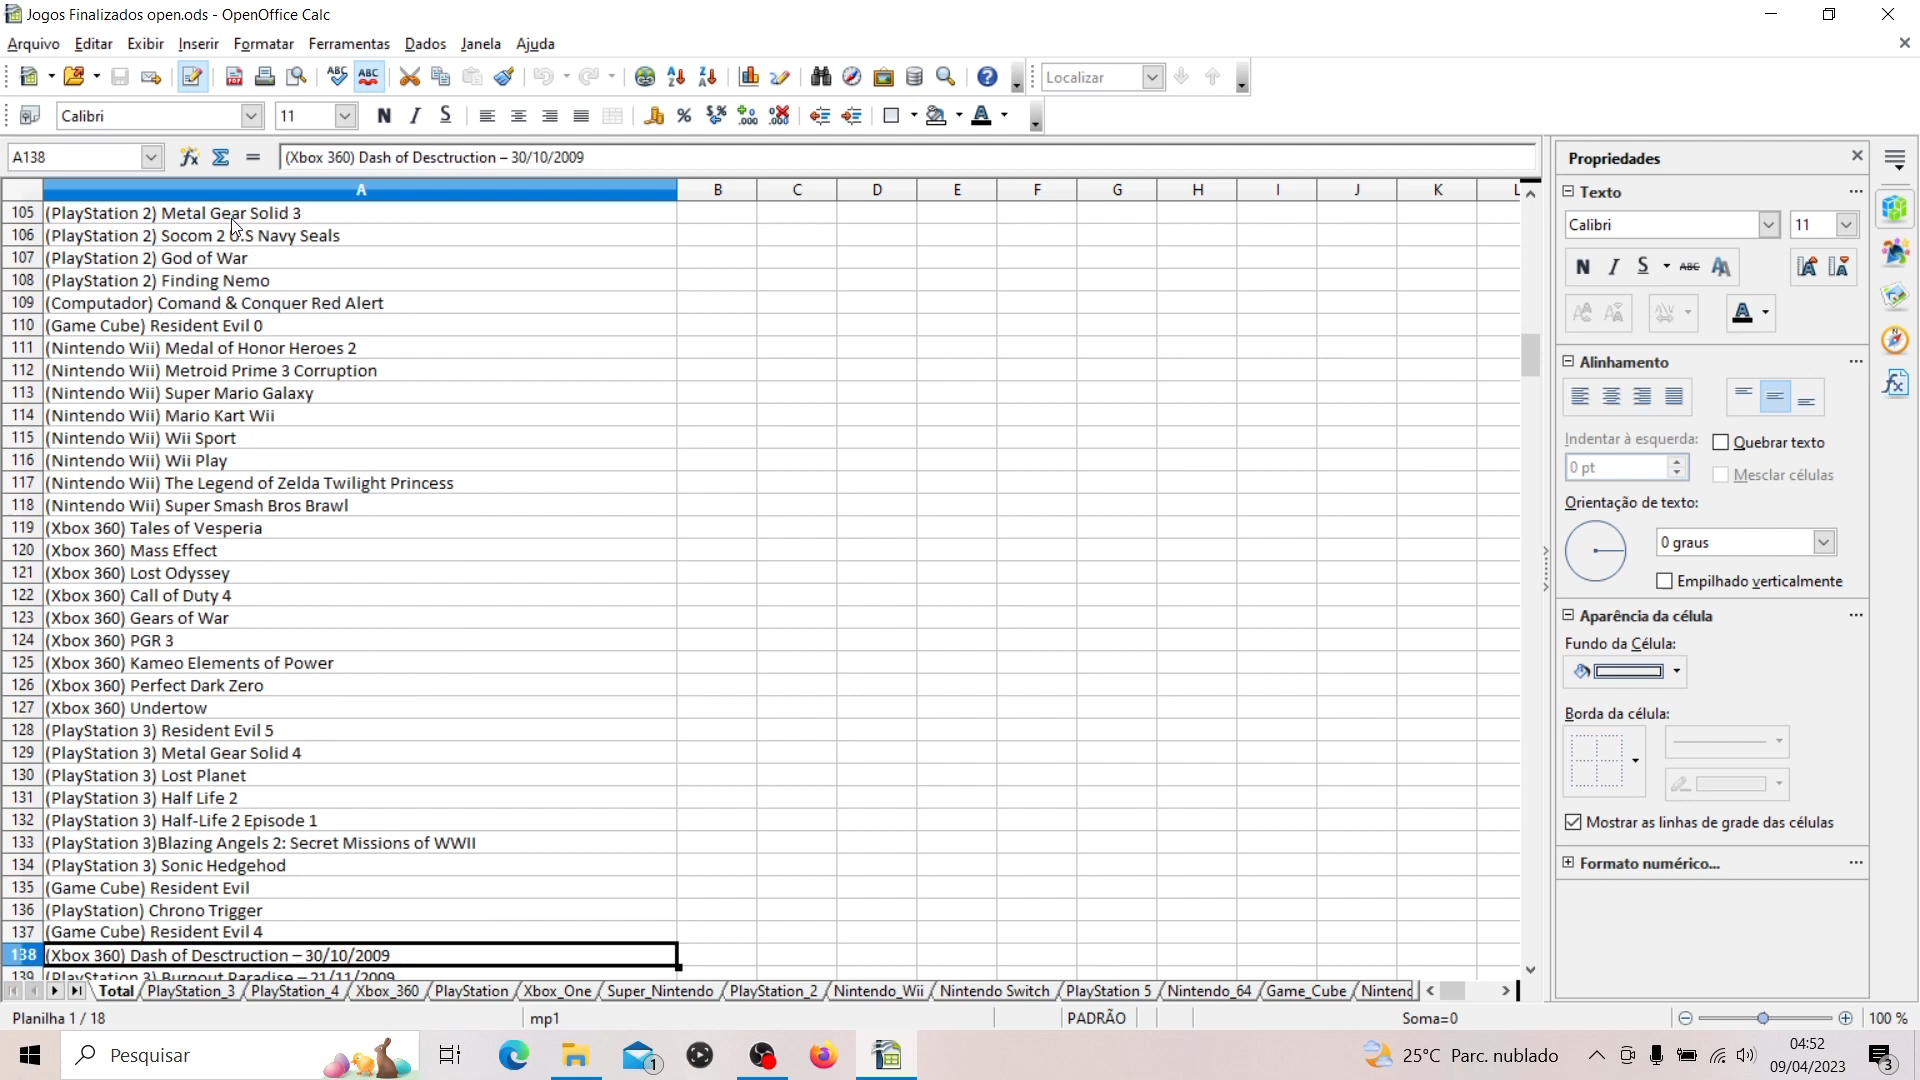 Jogos Finalizados open.ods - OpenOffice Calc
Arquivo Editar Exibir Inserir Formatar Ferramentas Dados Janela Ajuda
Localizar
Calibri 11 N I S
A138 (Xbox 360) Dash of Desctruction – 30/10/2009
A B C D E F G H I J K L
105 (PlayStation 2) Metal Gear Solid 3
106 (PlayStation 2) Socom 2 U.S Navy Seals
107 (PlayStation 2) God of War
108 (PlayStation 2) Finding Nemo
109 (Computador) Comand & Conquer Red Alert
110 (Game Cube) Resident Evil 0
111 (Nintendo Wii) Medal of Honor Heroes 2
112 (Nintendo Wii) Metroid Prime 3 Corruption
113 (Nintendo Wii) Super Mario Galaxy
114 (Nintendo Wii) Mario Kart Wii
115 (Nintendo Wii) Wii Sport
116 (Nintendo Wii) Wii Play
117 (Nintendo Wii) The Legend of Zelda Twilight Princess
118 (Nintendo Wii) Super Smash Bros Brawl
119 (Xbox 360) Tales of Vesperia
120 (Xbox 360) Mass Effect
121 (Xbox 360) Lost Odyssey
122 (Xbox 360) Call of Duty 4
123 (Xbox 360) Gears of War
124 (Xbox 360) PGR 3
125 (Xbox 360) Kameo Elements of Power
126 (Xbox 360) Perfect Dark Zero
127 (Xbox 360) Undertow
128 (PlayStation 3) Resident Evil 5
129 (PlayStation 3) Metal Gear Solid 4
130 (PlayStation 3) Lost Planet
131 (PlayStation 3) Half Life 2
132 (PlayStation 3) Half-Life 2 Episode 1
133 (PlayStation 3)Blazing Angels 2: Secret Missions of WWII
134 (PlayStation 3) Sonic Hedgehod
135 (Game Cube) Resident Evil
136 (PlayStation) Chrono Trigger
137 (Game Cube) Resident Evil 4
138 (Xbox 360) Dash of Desctruction – 30/10/2009
139 (PlayStation 3) Burnout Paradise – 21/11/2009
Propriedades
Texto
Calibri 11
N I S ABC
Alinhamento
Indentar à esquerda: Quebrar texto
0 pt Mesclar células
Orientação de texto:
0 graus
Empilhado verticalmente
Aparência da célula
Fundo da Célula:
Borda da célula:
Mostrar as linhas de grade das células
Formato numérico...
Total PlayStation_3 PlayStation_4 Xbox_360 PlayStation Xbox_One Super_Nintendo PlayStation_2 Nintendo_Wii Nintendo Switch PlayStation 5 Nintendo_64 Game_Cube Nintend
Planilha 1 / 18 mp1 PADRÃO Soma=0 100 %
Pesquisar 1 25°C Parc. nublado 04:52
09/04/2023 3